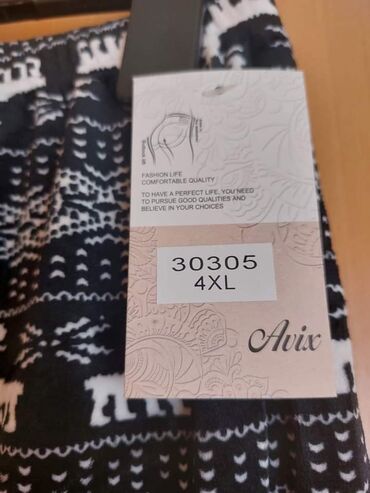 FASHION LIFE
COMFORTABLE QUALITY
TO HAVE A PERFECT LIFE, YOU NEED
TO PURSUE GOOD QUALITIES AND
BELIEVE IN YOUR CHOICES
30305
4XL
Avix